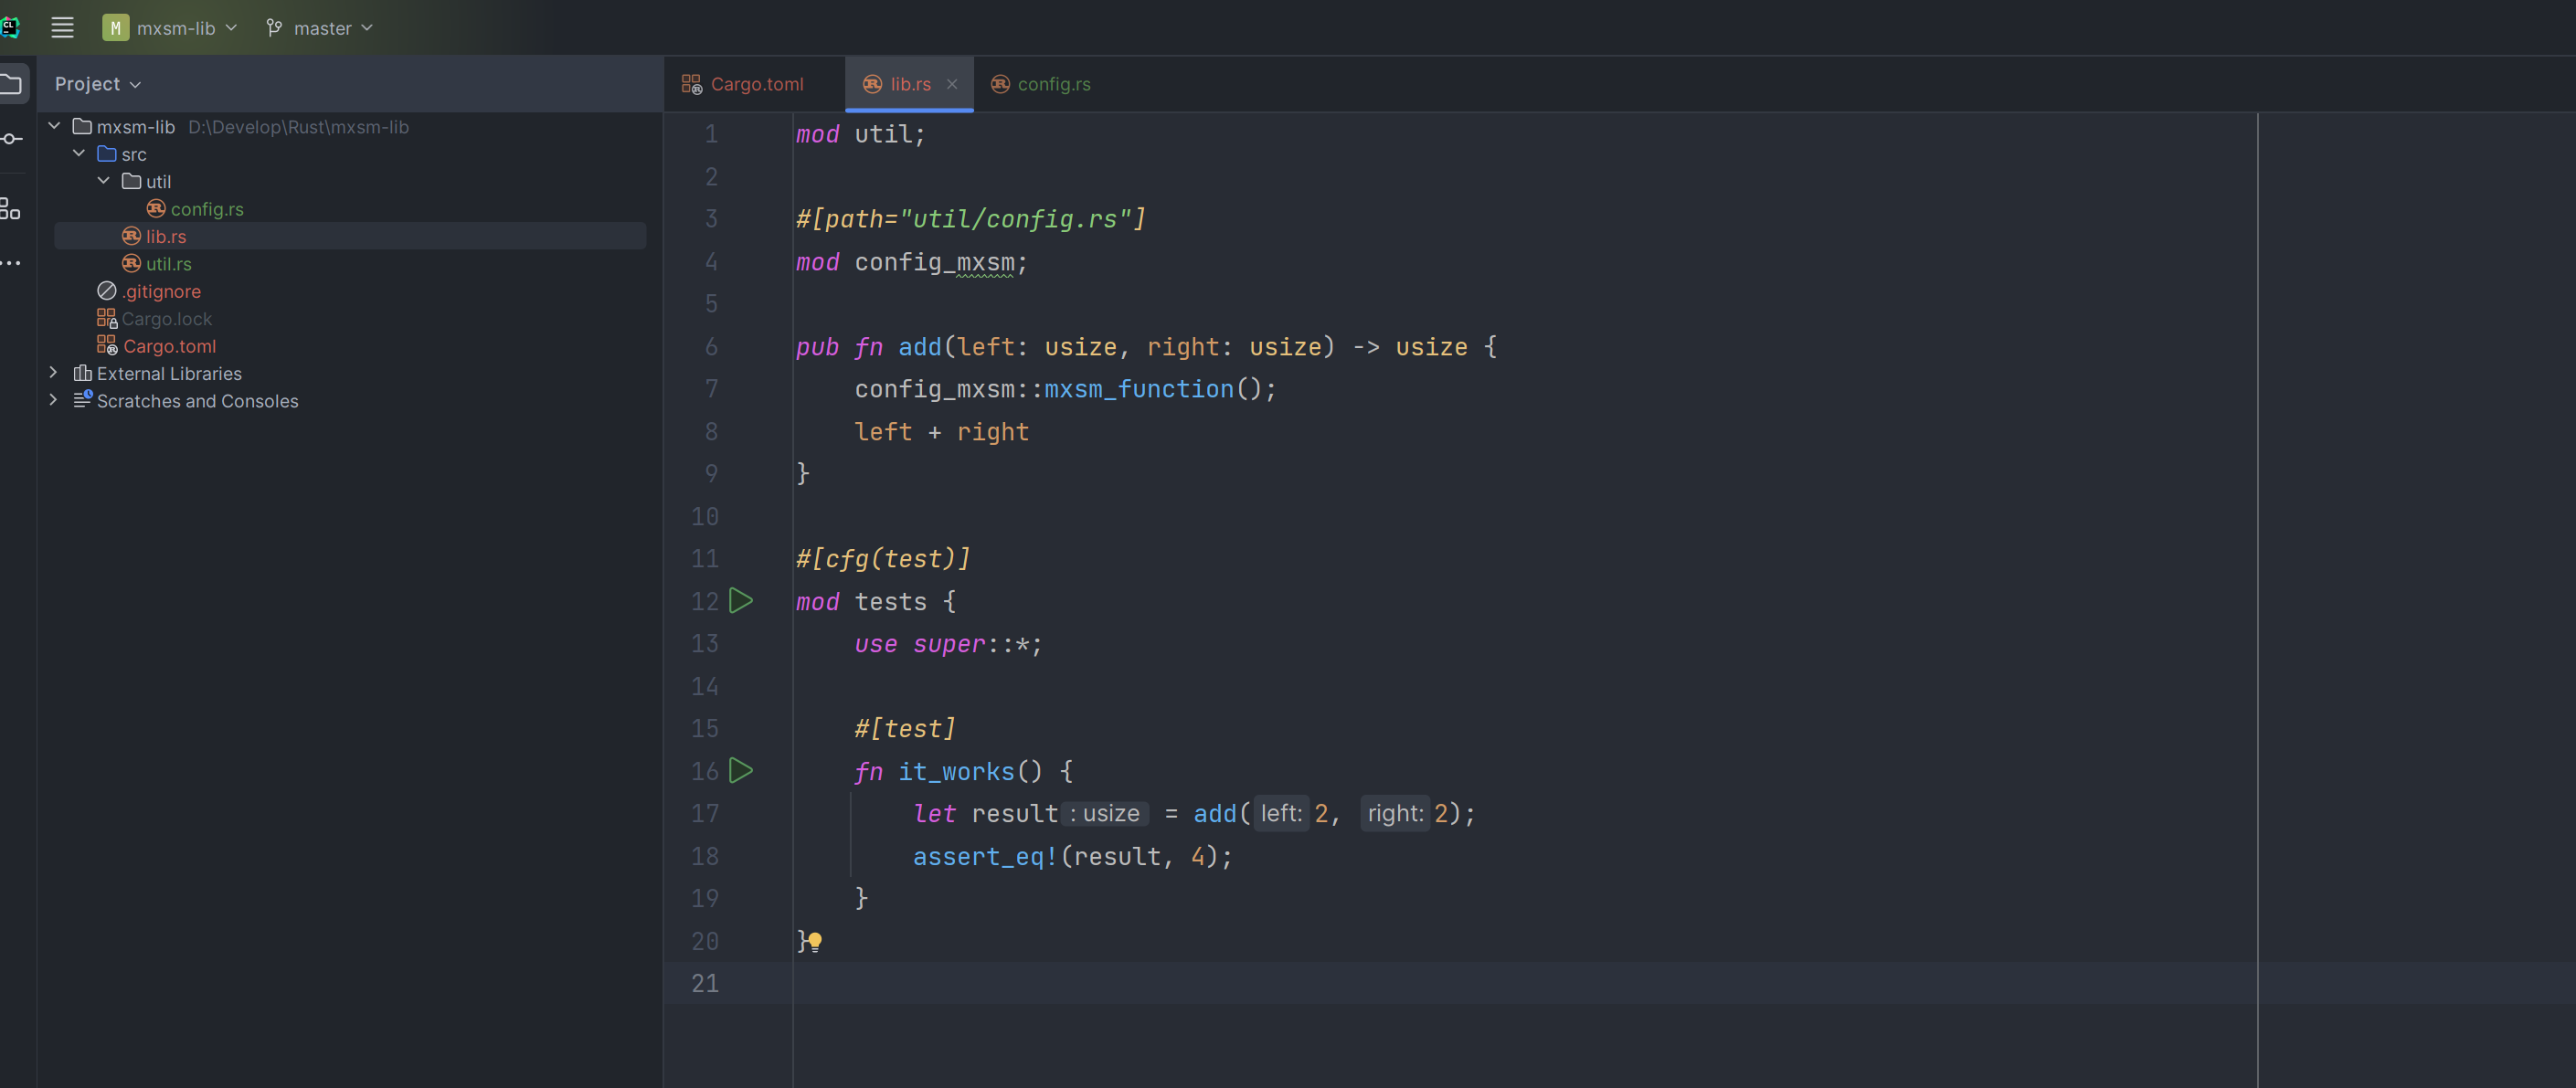 CL
M mxsm-lib master
Project
mxsm-lib D:\Develop\Rust\mxsm-lib
src
util
config.rs
lib.rs
util.rs
.gitignore
Cargo.lock
Cargo.toml
External Libraries
Scratches and Consoles
Cargo.toml lib.rs config.rs
1 mod util;
2
3 #[path="util/config.rs"]
4 mod config_mxsm;
5
6 pub fn add(left: usize, right: usize) -> usize {
7 config_mxsm::mxsm_function();
8 left + right
9 }
10
11 #[cfg(test)]
12 mod tests {
13 use super::*;
14
15 #[test]
16 fn it_works() {
17 let result : usize = add( left: 2, right: 2);
18 assert_eq!(result, 4);
19 }
20 }
21